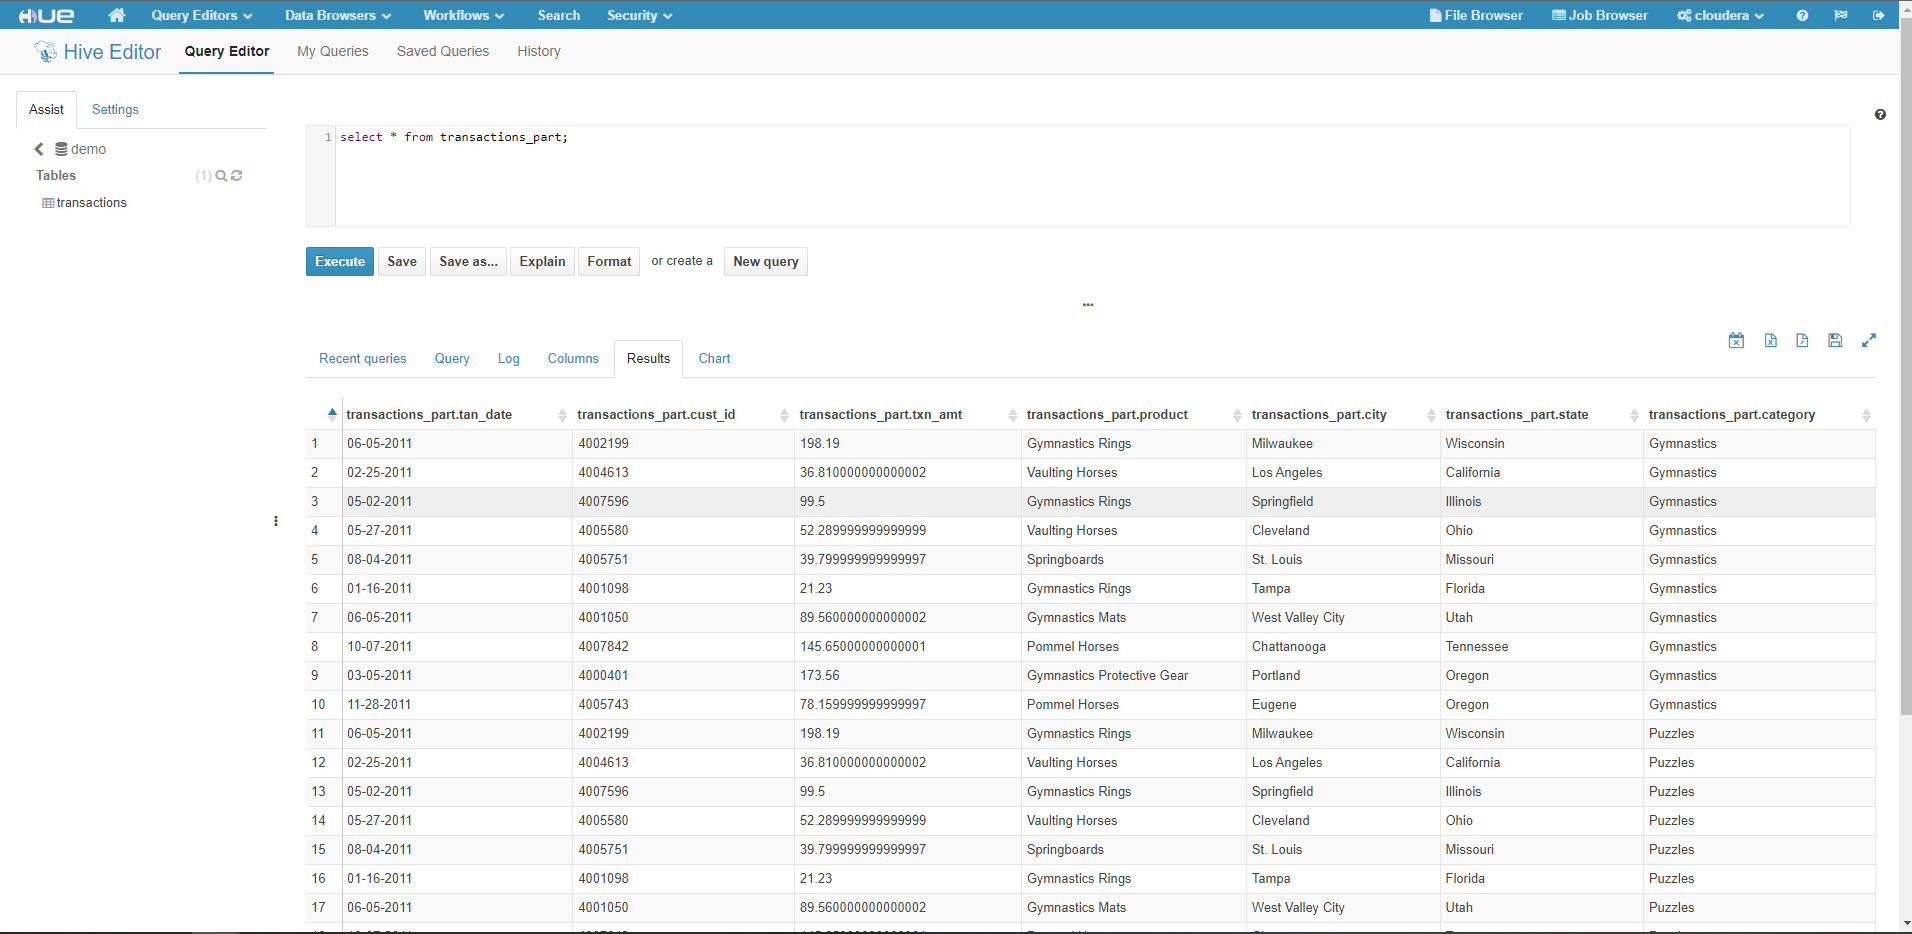 HUE Query Editors Data Browsers Workflows Search Security File Browser Job Browser cloudera
Hive Editor Query Editor My Queries Saved Queries History
Assist Settings
demo
Tables (1)
transactions
1 select * from transactions_part;
Execute Save Save as... Explain Format or create a New query
Recent queries Query Log Columns Results Chart
transactions_part.tan_date transactions_part.cust_id transactions_part.txn_amt transactions_part.product transactions_part.city transactions_part.state transactions_part.category
1 06-05-2011 4002199 198.19 Gymnastics Rings Milwaukee Wisconsin Gymnastics
2 02-25-2011 4004613 36.810000000000002 Vaulting Horses Los Angeles California Gymnastics
3 05-02-2011 4007596 99.5 Gymnastics Rings Springfield Illinois Gymnastics
4 05-27-2011 4005580 52.289999999999999 Vaulting Horses Cleveland Ohio Gymnastics
5 08-04-2011 4005751 39.799999999999997 Springboards St. Louis Missouri Gymnastics
6 01-16-2011 4001098 21.23 Gymnastics Rings Tampa Florida Gymnastics
7 06-05-2011 4001050 89.560000000000002 Gymnastics Mats West Valley City Utah Gymnastics
8 10-07-2011 4007842 145.65000000000001 Pommel Horses Chattanooga Tennessee Gymnastics
9 03-05-2011 4000401 173.56 Gymnastics Protective Gear Portland Oregon Gymnastics
10 11-28-2011 4005743 78.159999999999997 Pommel Horses Eugene Oregon Gymnastics
11 06-05-2011 4002199 198.19 Gymnastics Rings Milwaukee Wisconsin Puzzles
12 02-25-2011 4004613 36.810000000000002 Vaulting Horses Los Angeles California Puzzles
13 05-02-2011 4007596 99.5 Gymnastics Rings Springfield Illinois Puzzles
14 05-27-2011 4005580 52.289999999999999 Vaulting Horses Cleveland Ohio Puzzles
15 08-04-2011 4005751 39.799999999999997 Springboards St. Louis Missouri Puzzles
16 01-16-2011 4001098 21.23 Gymnastics Rings Tampa Florida Puzzles
17 06-05-2011 4001050 89.560000000000002 Gymnastics Mats West Valley City Utah Puzzles